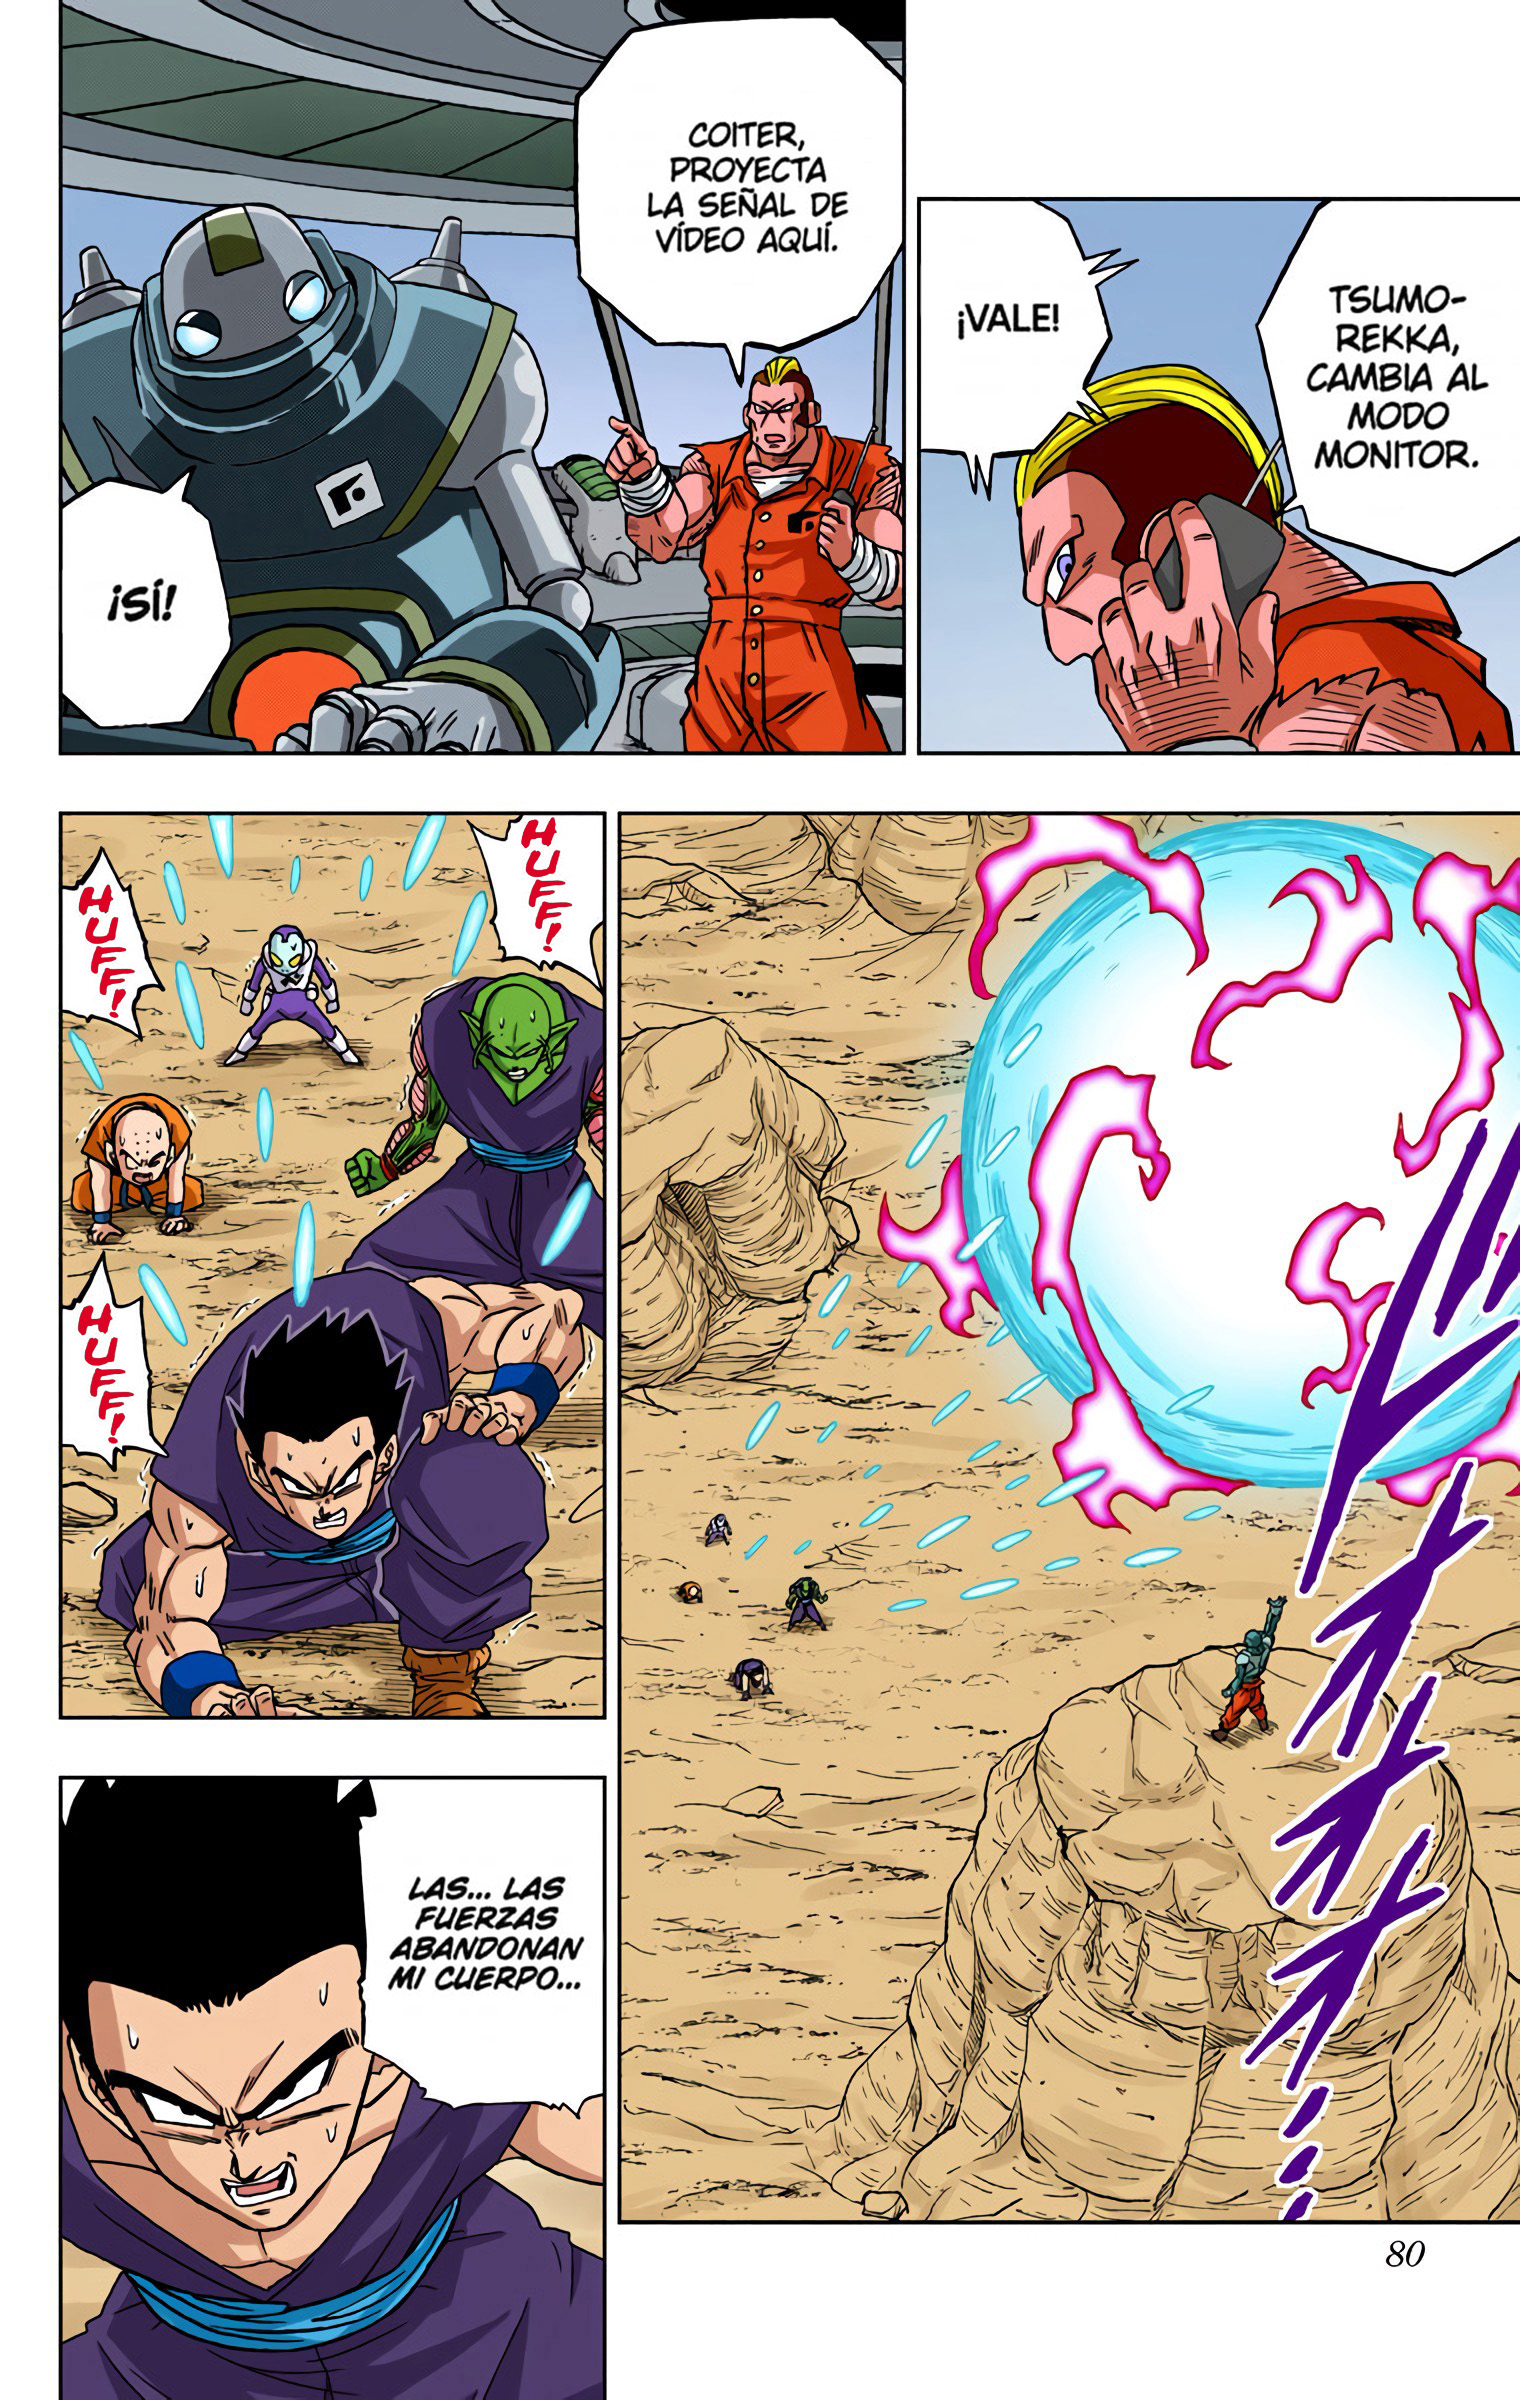 TSUMO-
REKKA,
CAMBIA AL
MODO
MONITOR.
¡VALE!
COITER,
PROYECTA
LA SEÑAL DE
VÍDEO AQUÍ.
¡SÍ!
HUFF!
HUFF!
HUFF!
LAS... LAS
FUERZAS
ABANDONAN
MI CUERPO...
80